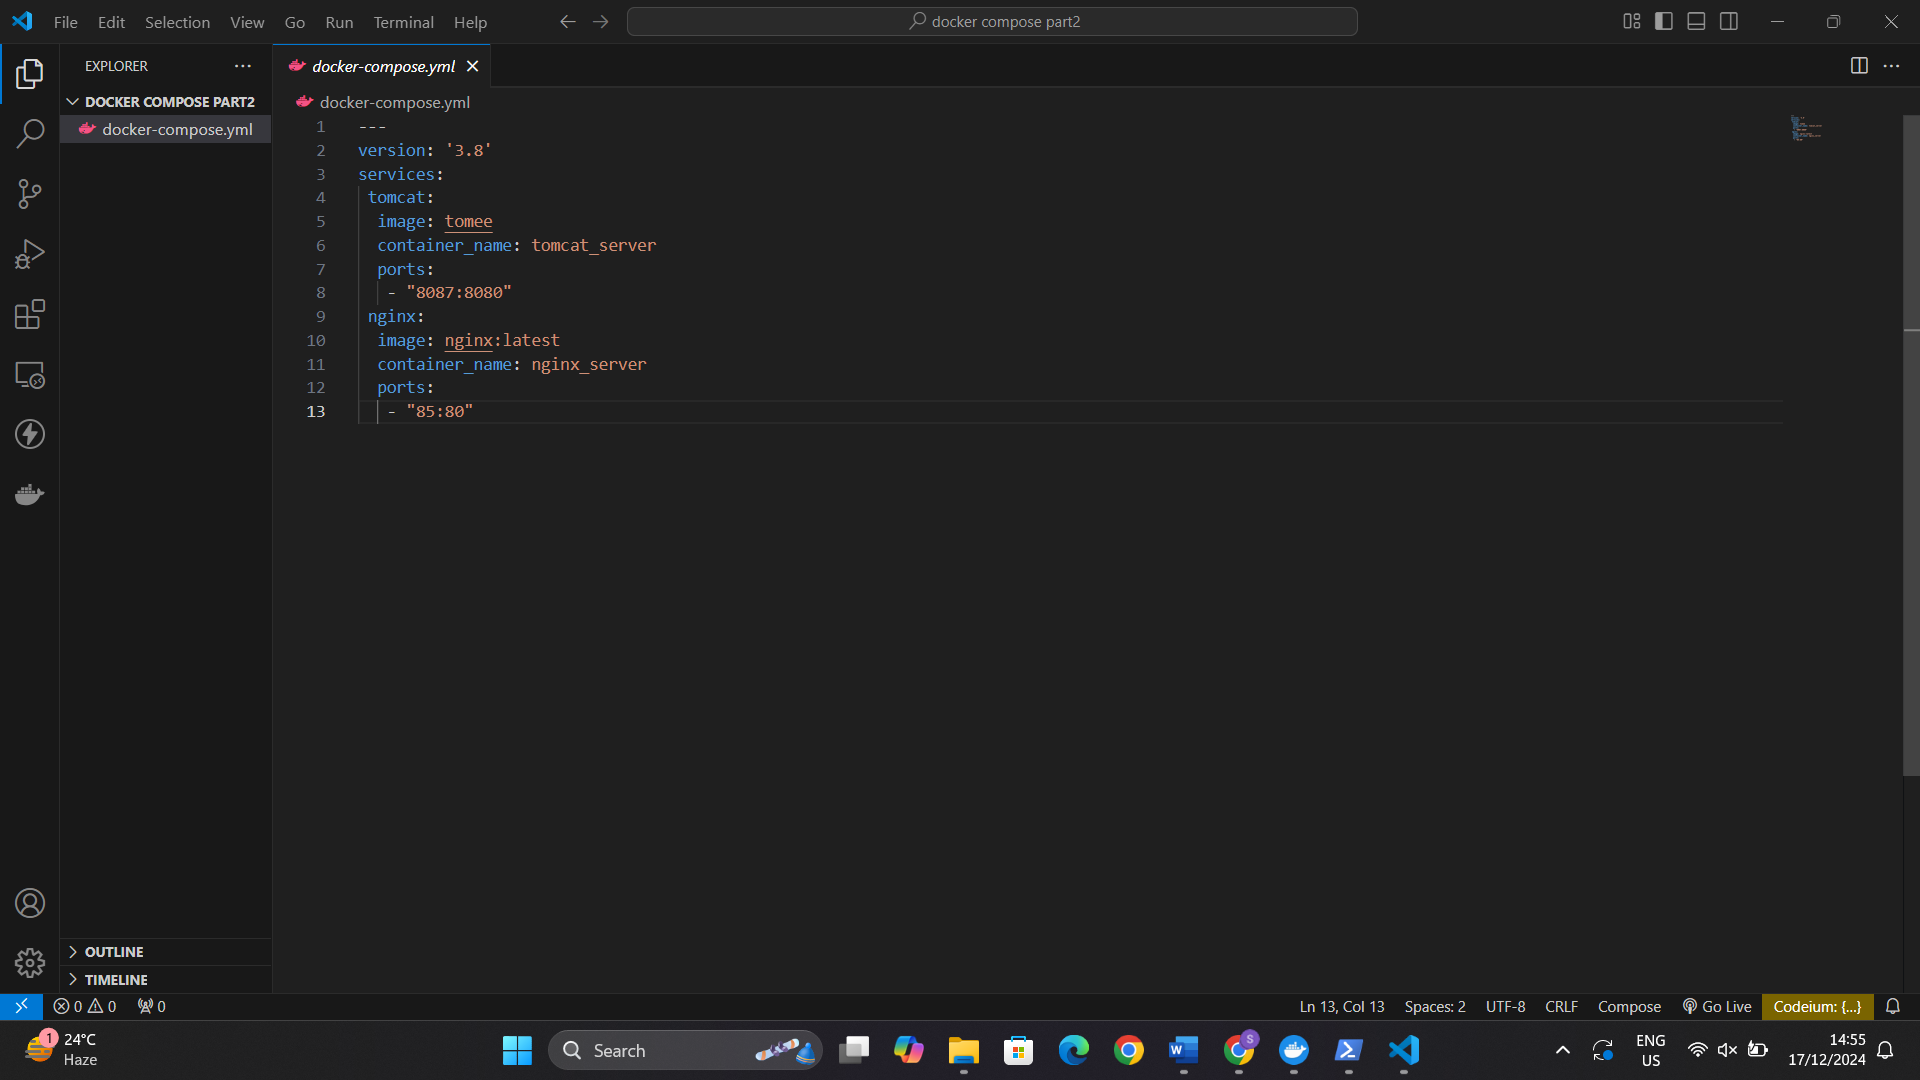 File Edit Selection View Go Run Terminal Help
docker compose part2
EXPLORER
docker-compose.yml
DOCKER COMPOSE PART2
docker-compose.yml
docker-compose.yml
1 ---
2 version: '3.8'
3 services:
4 tomcat:
5 image: tomee
6 container_name: tomcat_server
7 ports:
8 - "8087:8080"
9 nginx:
10 image: nginx:latest
11 container_name: nginx_server
12 ports:
13 - "85:80"
OUTLINE
TIMELINE
0 0 0
Ln 13, Col 13 Spaces: 2 UTF-8 CRLF Compose Go Live Codeium: {...}
1
24°C
Haze
Search
W
S
ENG
US
14:55
17/12/2024